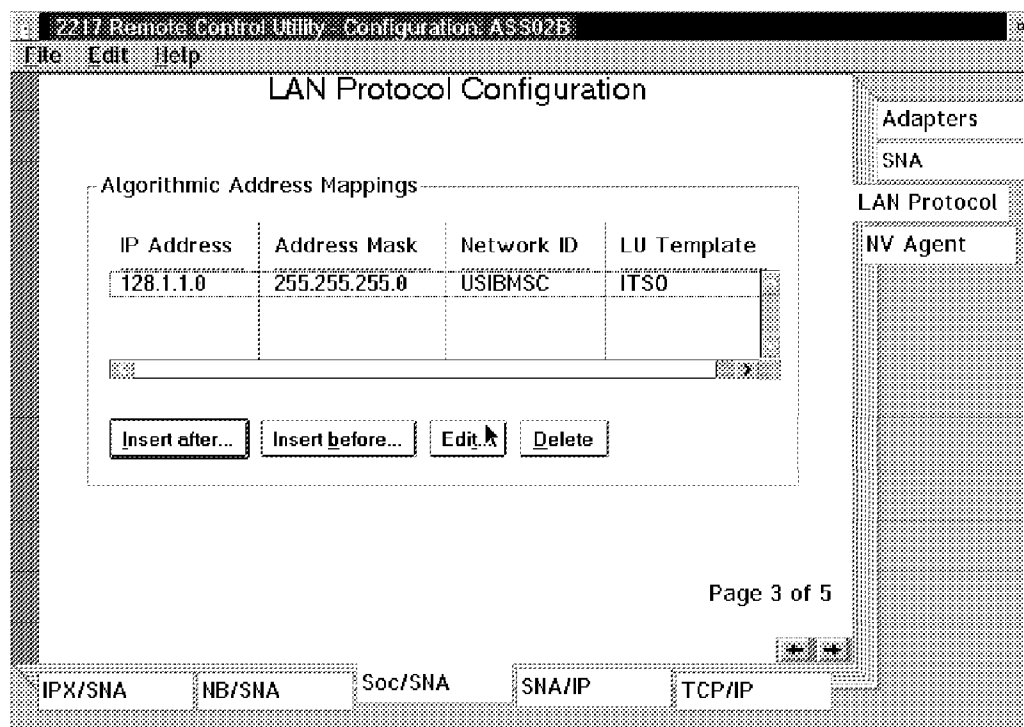 2217 Remote Control Utility - Configuration: ASS02B
File Edit Help
LAN Protocol Configuration
Adapters
SNA
LAN Protocol
NV Agent
Algorithmic Address Mappings
IP Address Address Mask Network ID LU Template
128.1.1.0 255.255.255.0 USIBMSC ITSO
Insert after... Insert before... Edit... Delete
Page 3 of 5
IPX/SNA NB/SNA Soc/SNA SNA/IP TCP/IP